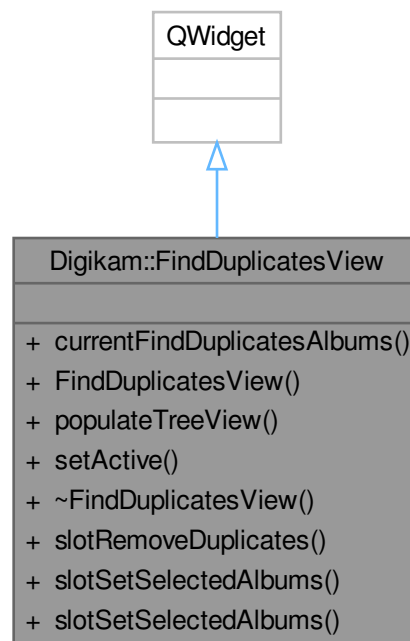 QWidget
Digikam::FindDuplicatesView
+ currentFindDuplicatesAlbums()
+ FindDuplicatesView()
+ populateTreeView()
+ setActive()
+ ~FindDuplicatesView()
+ slotRemoveDuplicates()
+ slotSetSelectedAlbums()
+ slotSetSelectedAlbums()